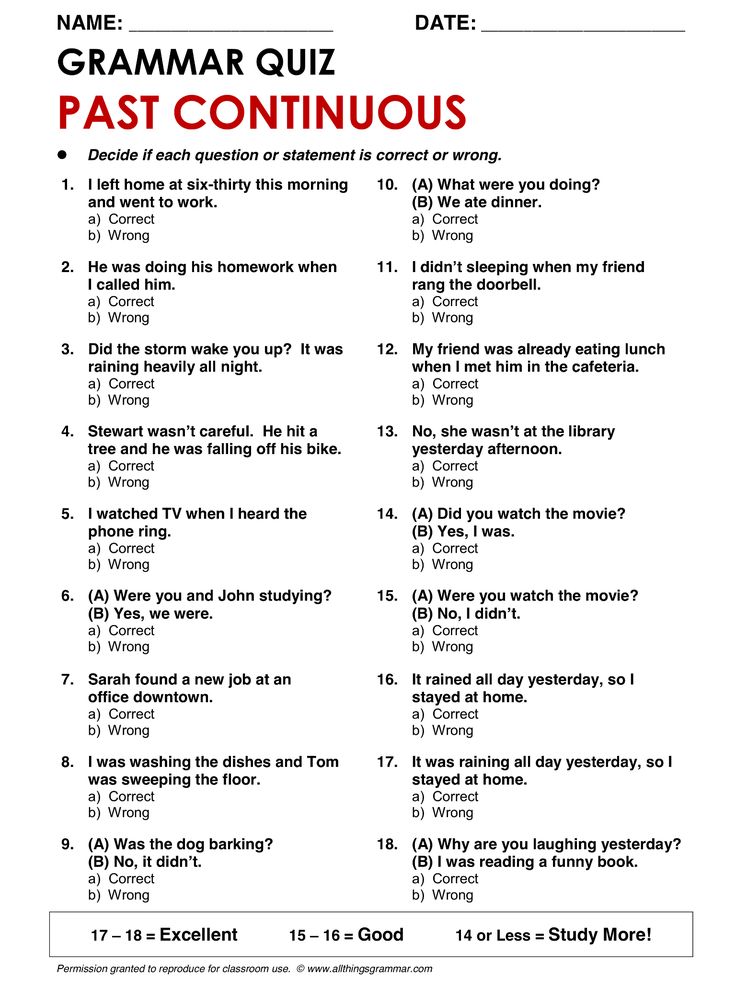 NAME: ___________________ DATE: ___________________
GRAMMAR QUIZ
PAST CONTINUOUS
● Decide if each question or statement is correct or wrong.
1. I left home at six-thirty this morning
and went to work.
a) Correct
b) Wrong
2. He was doing his homework when
I called him.
a) Correct
b) Wrong
3. Did the storm wake you up? It was
raining heavily all night.
a) Correct
b) Wrong
4. Stewart wasn't careful. He hit a
tree and he was falling off his bike.
a) Correct
b) Wrong
5. I watched TV when I heard the
phone ring.
a) Correct
b) Wrong
6. (A) Were you and John studying?
(B) Yes, we were.
a) Correct
b) Wrong
7. Sarah found a new job at an
office downtown.
a) Correct
b) Wrong
8. I was washing the dishes and Tom
was sweeping the floor.
a) Correct
b) Wrong
9. (A) Was the dog barking?
(B) No, it didn't.
a) Correct
b) Wrong
10. (A) What were you doing?
(B) We ate dinner.
a) Correct
b) Wrong
11. I didn't sleeping when my friend
rang the doorbell.
a) Correct
b) Wrong
12. My friend was already eating lunch
when I met him in the cafeteria.
a) Correct
b) Wrong
13. No, she wasn't at the library
yesterday afternoon.
a) Correct
b) Wrong
14. (A) Did you watch the movie?
(B) Yes, I was.
a) Correct
b) Wrong
15. (A) Were you watch the movie?
(B) No, I didn't.
a) Correct
b) Wrong
16. It rained all day yesterday, so I
stayed at home.
a) Correct
b) Wrong
17. It was raining all day yesterday, so I
stayed at home.
a) Correct
b) Wrong
18. (A) Why are you laughing yesterday?
(B) I was reading a funny book.
a) Correct
b) Wrong
17 – 18 = Excellent 15 – 16 = Good 14 or Less = Study More!
Permission granted to reproduce for classroom use. © www.allthingsgrammar.com